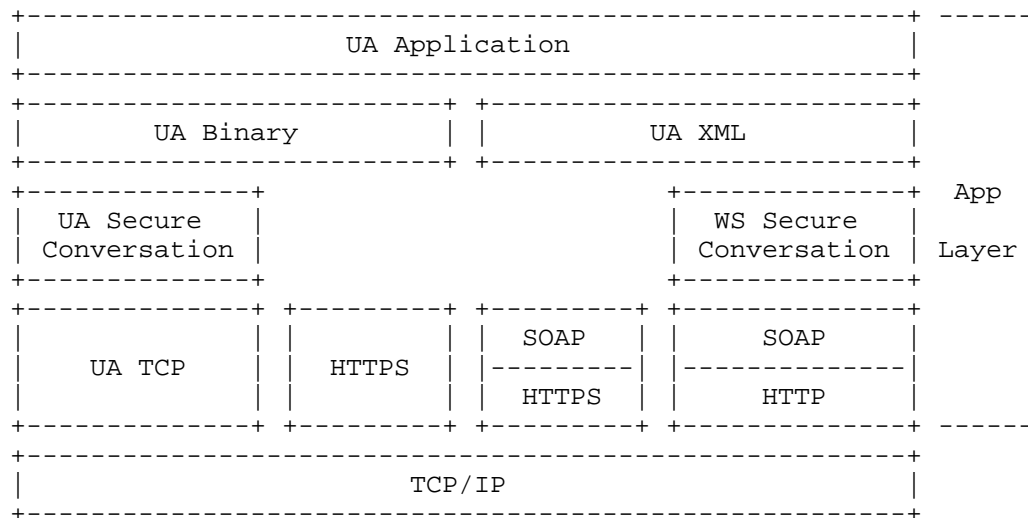 UA Application
UA Binary UA XML
App
UA Secure WS Secure
Conversation Conversation Layer
SOAP SOAP
UA TCP HTTPS
HTTPS HTTP
TCP/IP